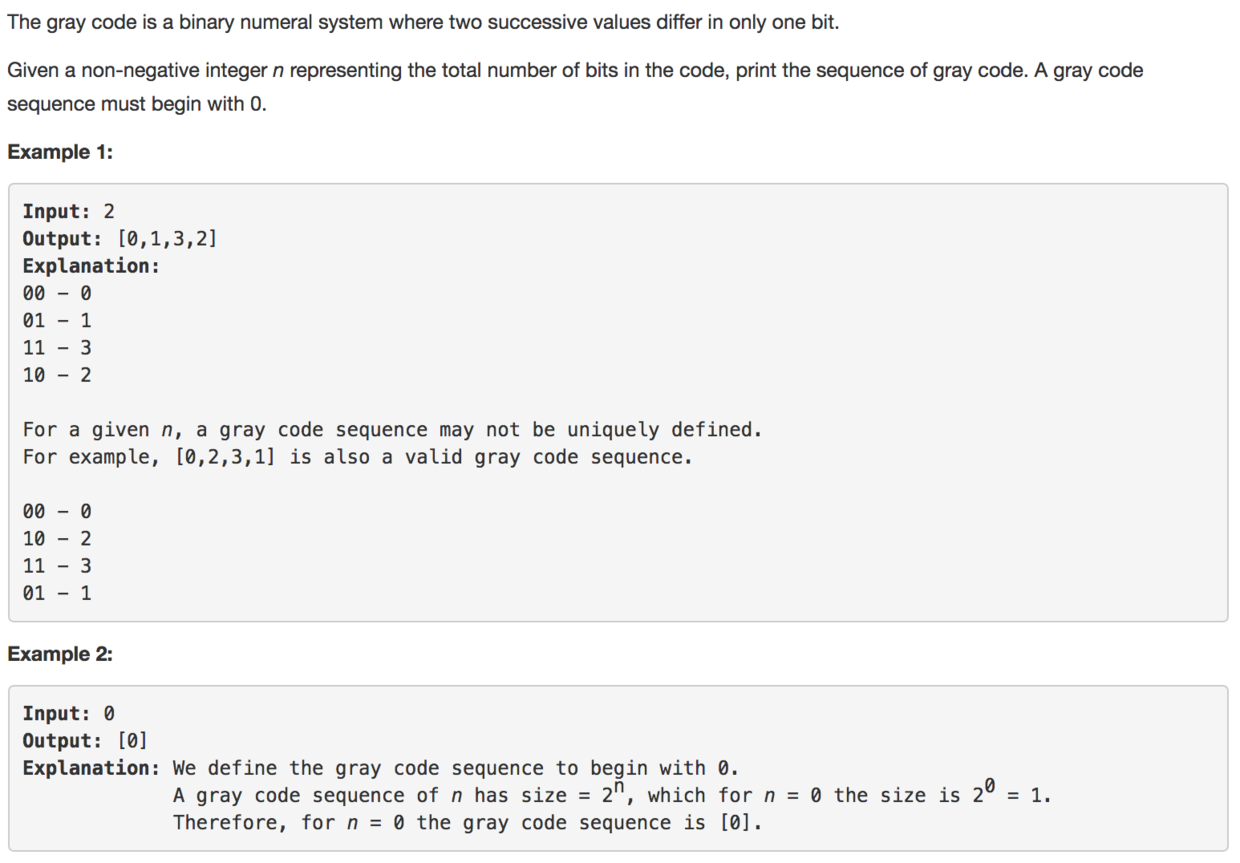 The gray code is a binary numeral system where two successive values differ in only one bit.
Given a non-negative integer n representing the total number of bits in the code, print the sequence of gray code. A gray code
sequence must begin with 0.
Example 1:
Input: 2
Output: [0,1,3,2]
Explanation:
00 - 0
01 - 1
11 - 3
10 - 2
For a given n, a gray code sequence may not be uniquely defined.
For example, [0,2,3,1] is also a valid gray code sequence.
00 - 0
10 - 2
11 - 3
01 - 1
Example 2:
Input: 0
Output: [0]
Explanation: We define the gray code sequence to begin with 0.
A gray code sequence of n has size = 2ⁿ, which for n = 0 the size is 2⁰ = 1.
Therefore, for n = 0 the gray code sequence is [0].